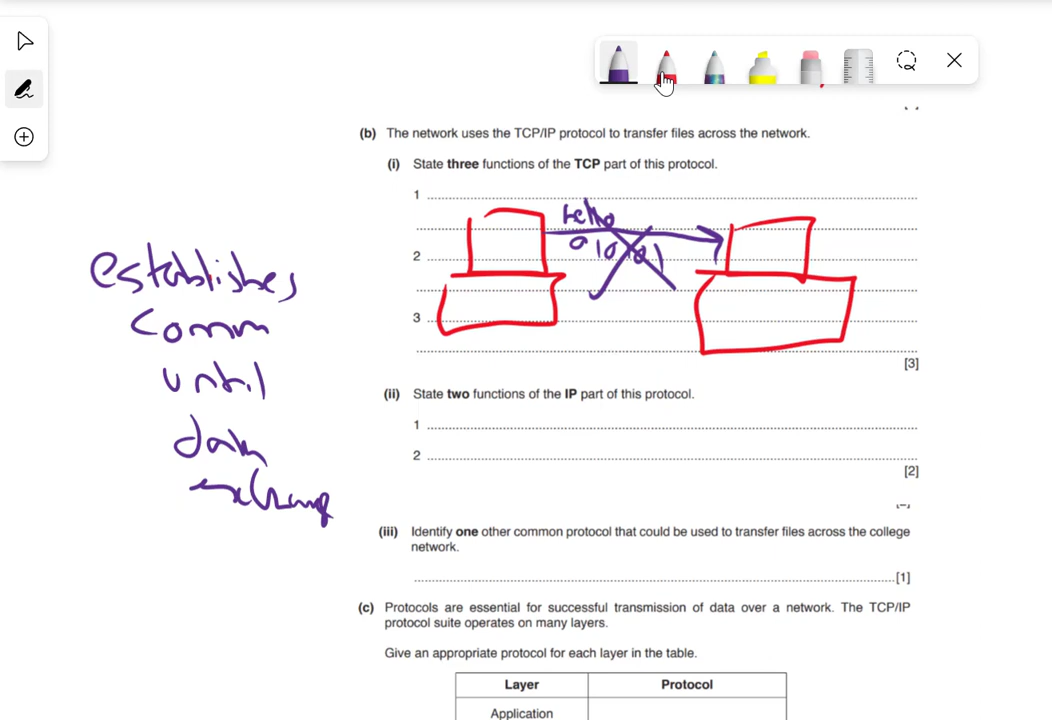 (b) The network uses the TCP/IP protocol to transfer files across the network.
(i) State three functions of the TCP part of this protocol.
1
Hello
2
establishes
3
comm
[3]
until
(ii) State two functions of the IP part of this protocol.
1
data
2
[2]
(iii) Identify one other common protocol that could be used to transfer files across the college
network.
[1]
(c) Protocols are essential for successful transmission of data over a network. The TCP/IP
protocol suite operates on many layers.
Give an appropriate protocol for each layer in the table.
Layer Protocol
Application